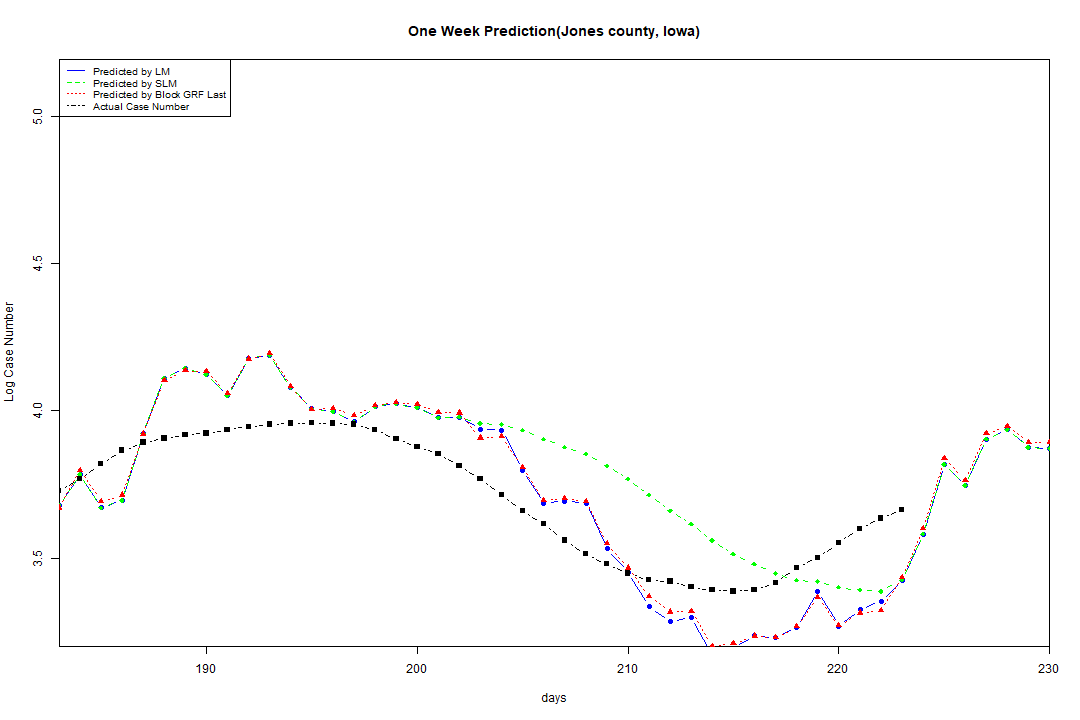 One Week Prediction(Jones county, Iowa)
Predicted by LM
Predicted by SLM
Predicted by Block GRF Last
Actual Case Number
5.0
4.5
4.0
3.5
Log Case Number
190 200 210 220 230
days